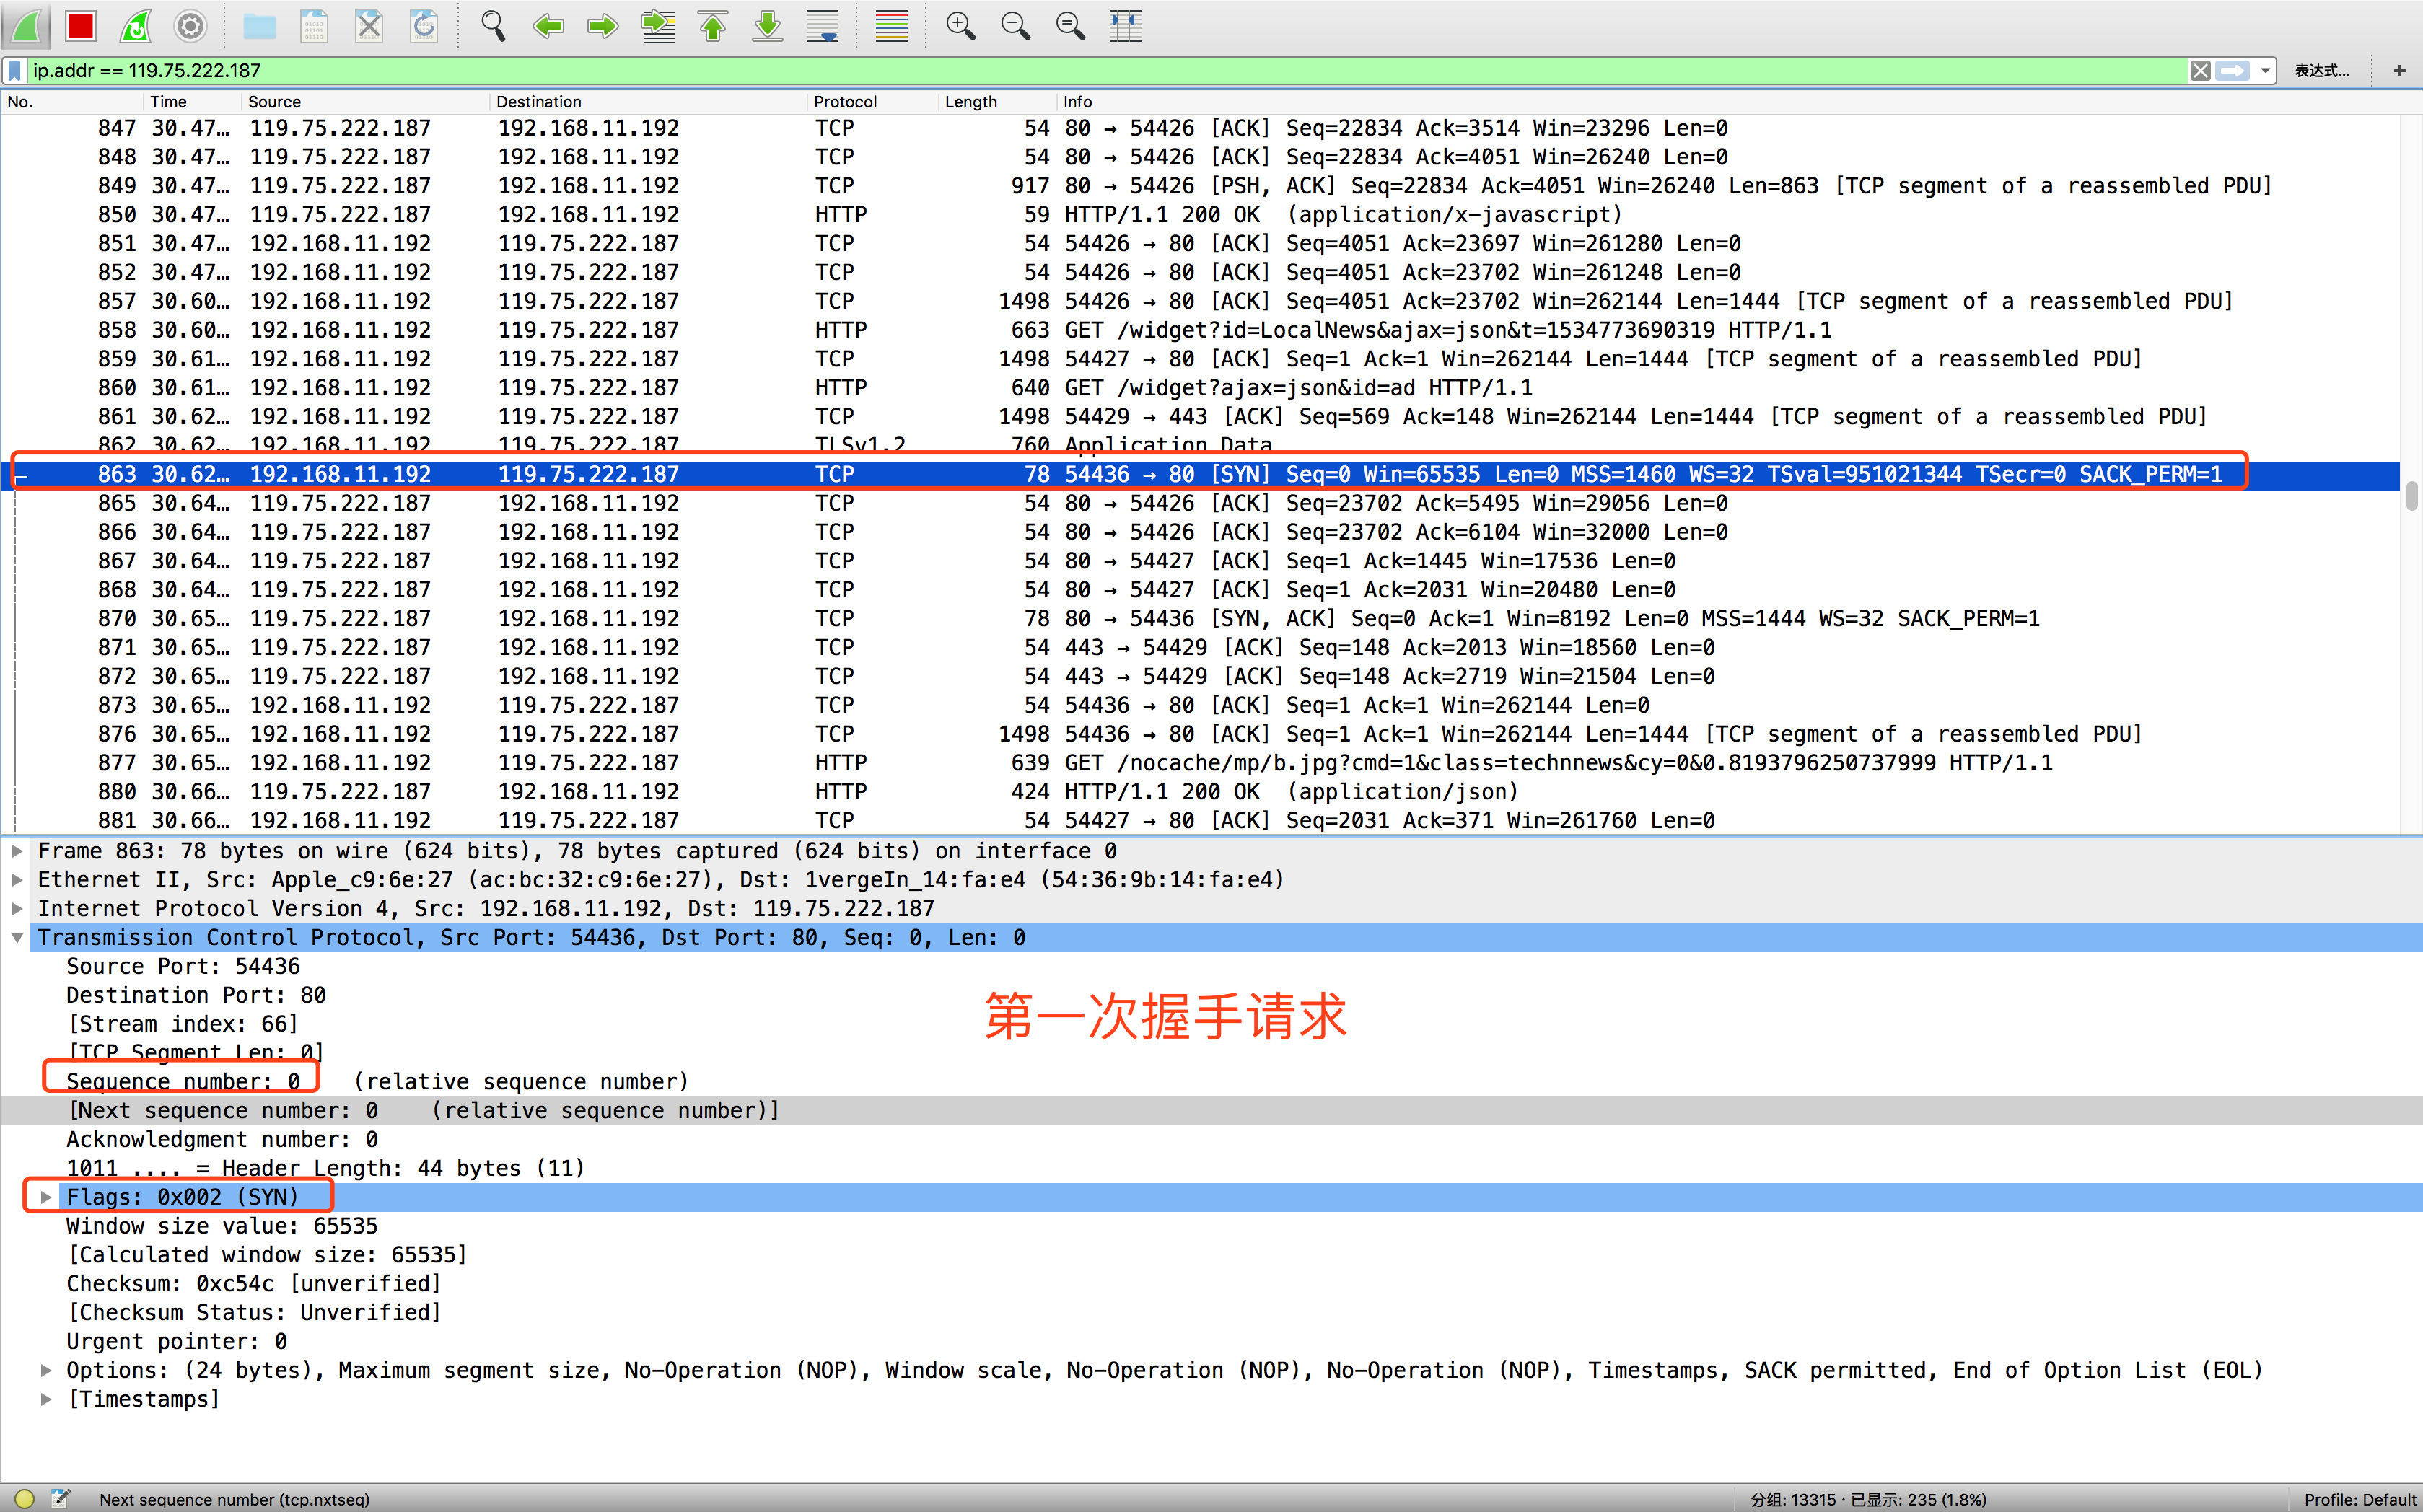 ip.addr == 119.75.222.187 表达式… +
No. Time Source Destination Protocol Length Info
847 30.47… 119.75.222.187 192.168.11.192 TCP 54 80 → 54426 [ACK] Seq=22834 Ack=3514 Win=23296 Len=0
848 30.47… 119.75.222.187 192.168.11.192 TCP 54 80 → 54426 [ACK] Seq=22834 Ack=4051 Win=26240 Len=0
849 30.47… 119.75.222.187 192.168.11.192 TCP 917 80 → 54426 [PSH, ACK] Seq=22834 Ack=4051 Win=26240 Len=863 [TCP segment of a reassembled PDU]
850 30.47… 119.75.222.187 192.168.11.192 HTTP 59 HTTP/1.1 200 OK (application/x-javascript)
851 30.47… 192.168.11.192 119.75.222.187 TCP 54 54426 → 80 [ACK] Seq=4051 Ack=23697 Win=261280 Len=0
852 30.47… 192.168.11.192 119.75.222.187 TCP 54 54426 → 80 [ACK] Seq=4051 Ack=23702 Win=261248 Len=0
857 30.60… 192.168.11.192 119.75.222.187 TCP 1498 54426 → 80 [ACK] Seq=4051 Ack=23702 Win=262144 Len=1444 [TCP segment of a reassembled PDU]
858 30.60… 192.168.11.192 119.75.222.187 HTTP 663 GET /widget?id=LocalNews&ajax=json&t=1534773690319 HTTP/1.1
859 30.61… 192.168.11.192 119.75.222.187 TCP 1498 54427 → 80 [ACK] Seq=1 Ack=1 Win=262144 Len=1444 [TCP segment of a reassembled PDU]
860 30.61… 192.168.11.192 119.75.222.187 HTTP 640 GET /widget?ajax=json&id=ad HTTP/1.1
861 30.62… 192.168.11.192 119.75.222.187 TCP 1498 54429 → 443 [ACK] Seq=569 Ack=148 Win=262144 Len=1444 [TCP segment of a reassembled PDU]
862 30.62… 192.168.11.192 119.75.222.187 TLSv1.2 760 Application Data
863 30.62… 192.168.11.192 119.75.222.187 TCP 78 54436 → 80 [SYN] Seq=0 Win=65535 Len=0 MSS=1460 WS=32 TSval=951021344 TSecr=0 SACK_PERM=1
865 30.64… 119.75.222.187 192.168.11.192 TCP 54 80 → 54426 [ACK] Seq=23702 Ack=5495 Win=29056 Len=0
866 30.64… 119.75.222.187 192.168.11.192 TCP 54 80 → 54426 [ACK] Seq=23702 Ack=6104 Win=32000 Len=0
867 30.64… 119.75.222.187 192.168.11.192 TCP 54 80 → 54427 [ACK] Seq=1 Ack=1445 Win=17536 Len=0
868 30.64… 119.75.222.187 192.168.11.192 TCP 54 80 → 54427 [ACK] Seq=1 Ack=2031 Win=20480 Len=0
870 30.65… 119.75.222.187 192.168.11.192 TCP 78 80 → 54436 [SYN, ACK] Seq=0 Ack=1 Win=8192 Len=0 MSS=1444 WS=32 SACK_PERM=1
871 30.65… 119.75.222.187 192.168.11.192 TCP 54 443 → 54429 [ACK] Seq=148 Ack=2013 Win=18560 Len=0
872 30.65… 119.75.222.187 192.168.11.192 TCP 54 443 → 54429 [ACK] Seq=148 Ack=2719 Win=21504 Len=0
873 30.65… 192.168.11.192 119.75.222.187 TCP 54 54436 → 80 [ACK] Seq=1 Ack=1 Win=262144 Len=0
876 30.65… 192.168.11.192 119.75.222.187 TCP 1498 54436 → 80 [ACK] Seq=1 Ack=1 Win=262144 Len=1444 [TCP segment of a reassembled PDU]
877 30.65… 192.168.11.192 119.75.222.187 HTTP 639 GET /nocache/mp/b.jpg?cmd=1&class=technnews&cy=0&0.8193796250737999 HTTP/1.1
880 30.66… 119.75.222.187 192.168.11.192 HTTP 424 HTTP/1.1 200 OK (application/json)
881 30.66… 192.168.11.192 119.75.222.187 TCP 54 54427 → 80 [ACK] Seq=2031 Ack=371 Win=261760 Len=0
Frame 863: 78 bytes on wire (624 bits), 78 bytes captured (624 bits) on interface 0
Ethernet II, Src: Apple_c9:6e:27 (ac:bc:32:c9:6e:27), Dst: 1vergeIn_14:fa:e4 (54:36:9b:14:fa:e4)
Internet Protocol Version 4, Src: 192.168.11.192, Dst: 119.75.222.187
Transmission Control Protocol, Src Port: 54436, Dst Port: 80, Seq: 0, Len: 0
Source Port: 54436
Destination Port: 80
第一次握手请求
[Stream index: 66]
[TCP Segment Len: 0]
Sequence number: 0 (relative sequence number)
[Next sequence number: 0 (relative sequence number)]
Acknowledgment number: 0
1011 .... = Header Length: 44 bytes (11)
Flags: 0x002 (SYN)
Window size value: 65535
[Calculated window size: 65535]
Checksum: 0xc54c [unverified]
[Checksum Status: Unverified]
Urgent pointer: 0
Options: (24 bytes), Maximum segment size, No-Operation (NOP), Window scale, No-Operation (NOP), No-Operation (NOP), Timestamps, SACK permitted, End of Option List (EOL)
[Timestamps]
Next sequence number (tcp.nxtseq) 分组: 13315 · 已显示: 235 (1.8%) Profile: Default